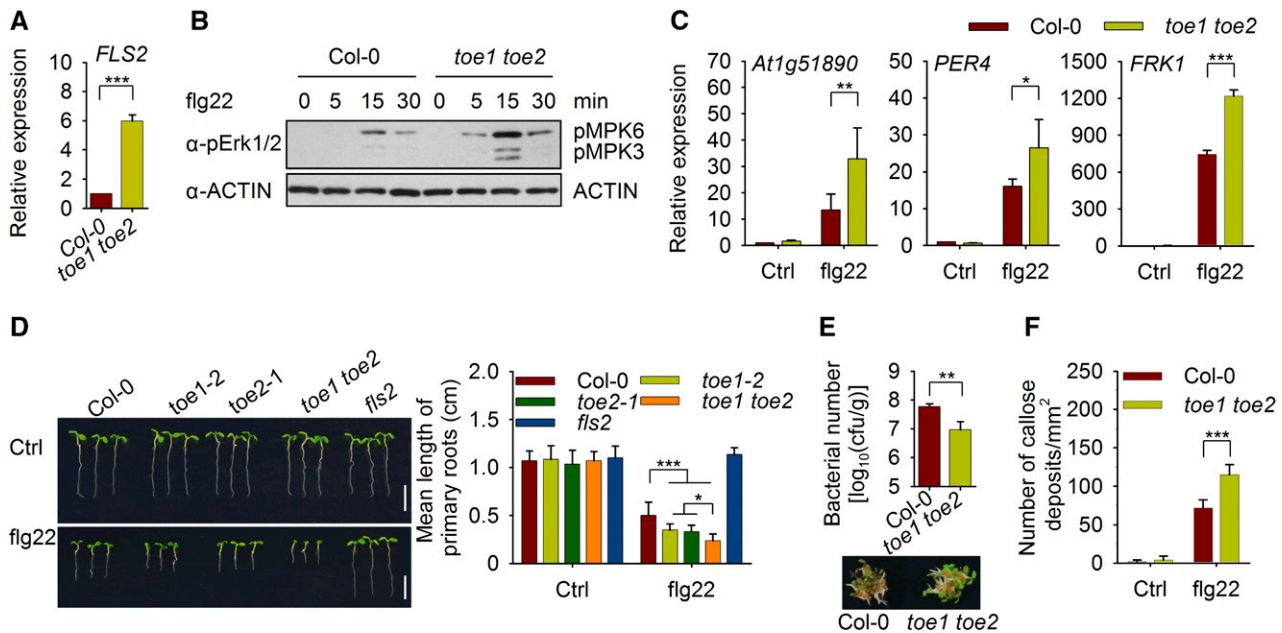 A
FLS2
***
Relative expression
8
6
4
2
0
Col-0
toe1 toe2
B
Col-0 toe1 toe2
flg22 0 5 15 30 0 5 15 30 min
α-pErk1/2 pMPK6
pMPK3
α-ACTIN ACTIN
C
Col-0 toe1 toe2
Relative expression
At1g51890
**
70
60
50
40
30
20
10
0
Ctrl flg22
PER4
*
50
40
30
20
10
0
Ctrl flg22
FRK1
***
1500
1200
900
600
300
0
Ctrl flg22
D
Col-0 toe1-2 toe2-1 toe1 toe2 fls2
Ctrl
flg22
Mean length of
primary roots (cm)
2.0
1.5
1.0
0.5
0
Col-0 toe1-2
toe2-1 toe1 toe2
fls2
***
*
Ctrl flg22
E
Bacterial number
[log10(cfu/g)]
**
9
8
7
6
5
Col-0
toe1 toe2
Col-0 toe1 toe2
F
Number of callose
deposits/mm²
250
200
150
100
50
0
Col-0
toe1 toe2
***
Ctrl flg22